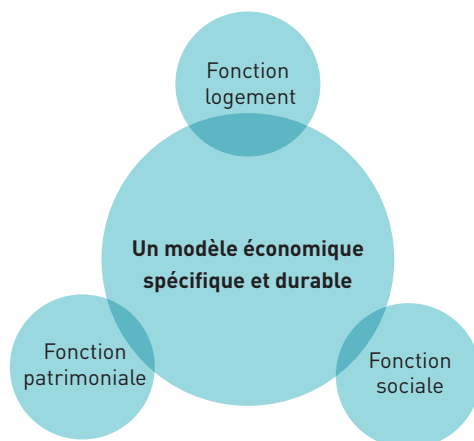 Fonction
logement
Un modèle économique
spécifique et durable
Fonction
patrimoniale
Fonction
sociale